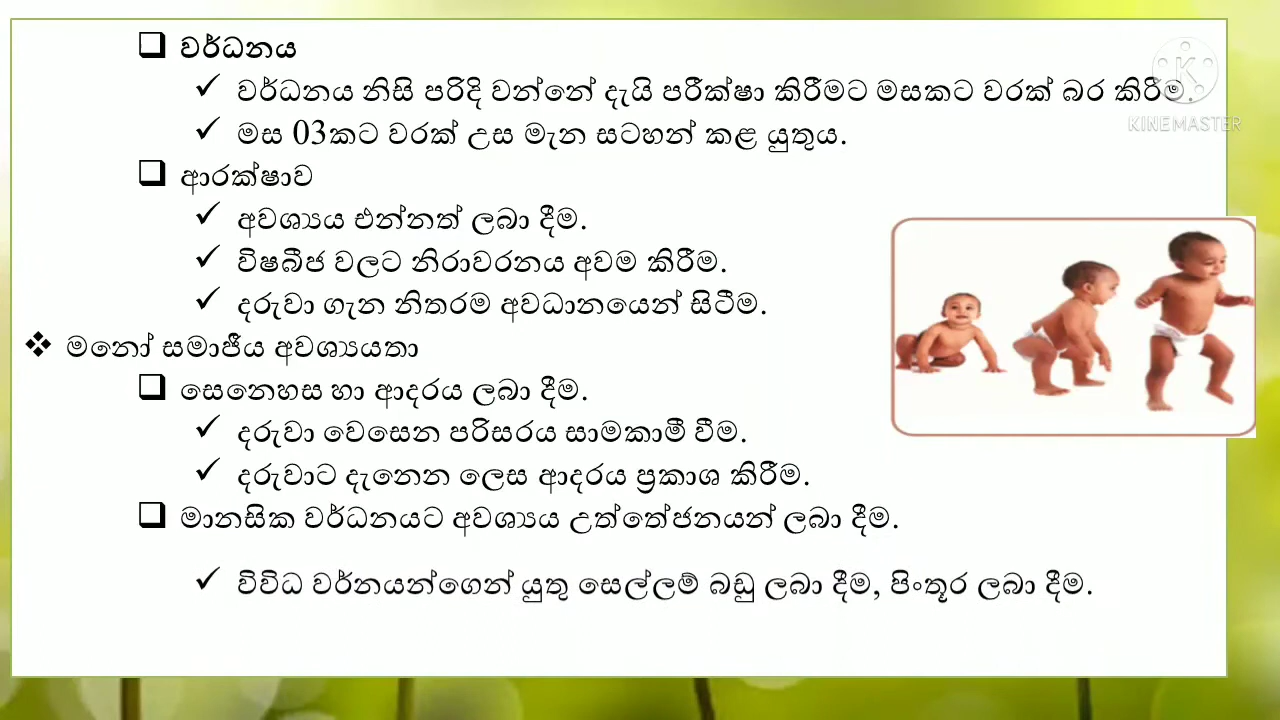 වර්ධනය
වර්ධනය නිසි පරිදි වන්නේ දැයි පරීක්ෂා කිරීමට මසකට වරක් බර කිරීම.
මස 03කට වරක් උස මැන සටහන් කළ යුතුය.
ආරක්ෂාව
අවශ්‍යය එන්නත් ලබා දීම.
විෂබීජ වලට නිරාවරනය අවම කිරීම.
දරුවා ගැන නිතරම අවධානයෙන් සිටීම.
මනෝ සමාජීය අවශ්‍යයතා
සෙනෙහස හා ආදරය ලබා දීම.
දරුවා වෙසෙන පරිසරය සාමකාමී වීම.
දරුවාට දැනෙන ලෙස ආදරය ප්‍රකාශ කිරීම.
මානසික වර්ධනයට අවශ්‍යය උත්තේජනයන් ලබා දීම.
විවිධ වර්නයන්ගෙන් යුතු සෙල්ලම් බඩු ලබා දීම, පිංතූර ලබා දීම.
K
KINEMASTER